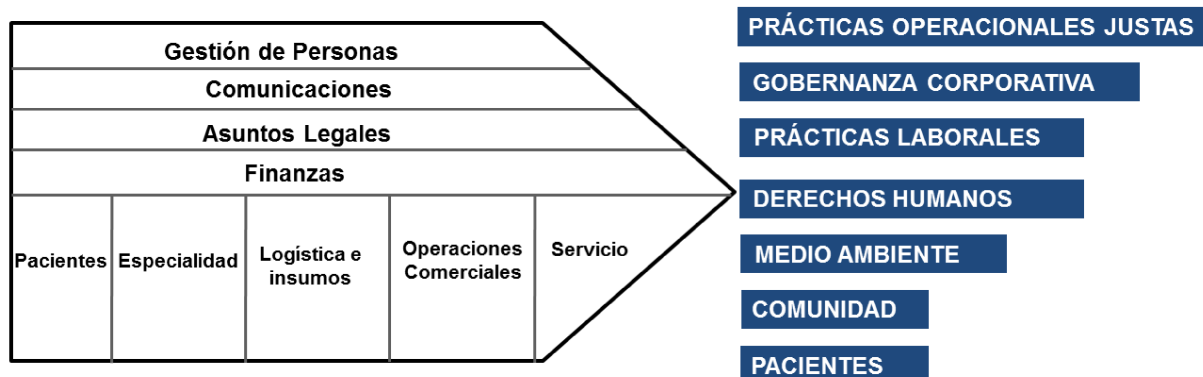 Gestión de Personas
Comunicaciones
Asuntos Legales
Finanzas
Pacientes
Especialidad
Logística e
insumos
Operaciones
Comerciales
Servicio
PRÁCTICAS OPERACIONALES JUSTAS
GOBERNANZA CORPORATIVA
PRÁCTICAS LABORALES
DERECHOS HUMANOS
MEDIO AMBIENTE
COMUNIDAD
PACIENTES